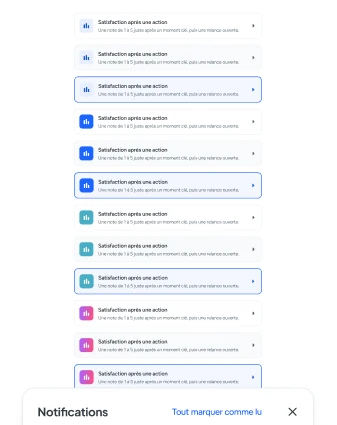 Satisfaction après une action
Une note de 1 à 5 juste après un moment clé, puis une relance ouverte.
Satisfaction après une action
Une note de 1 à 5 juste après un moment clé, puis une relance ouverte.
Satisfaction après une action
Une note de 1 à 5 juste après un moment clé, puis une relance ouverte.
Satisfaction après une action
Une note de 1 à 5 juste après un moment clé, puis une relance ouverte.
Satisfaction après une action
Une note de 1 à 5 juste après un moment clé, puis une relance ouverte.
Satisfaction après une action
Une note de 1 à 5 juste après un moment clé, puis une relance ouverte.
Satisfaction après une action
Une note de 1 à 5 juste après un moment clé, puis une relance ouverte.
Satisfaction après une action
Une note de 1 à 5 juste après un moment clé, puis une relance ouverte.
Satisfaction après une action
Une note de 1 à 5 juste après un moment clé, puis une relance ouverte.
Satisfaction après une action
Une note de 1 à 5 juste après un moment clé, puis une relance ouverte.
Satisfaction après une action
Une note de 1 à 5 juste après un moment clé, puis une relance ouverte.
Satisfaction après une action
Une note de 1 à 5 juste après un moment clé, puis une relance ouverte.
Notifications Tout marquer comme lu